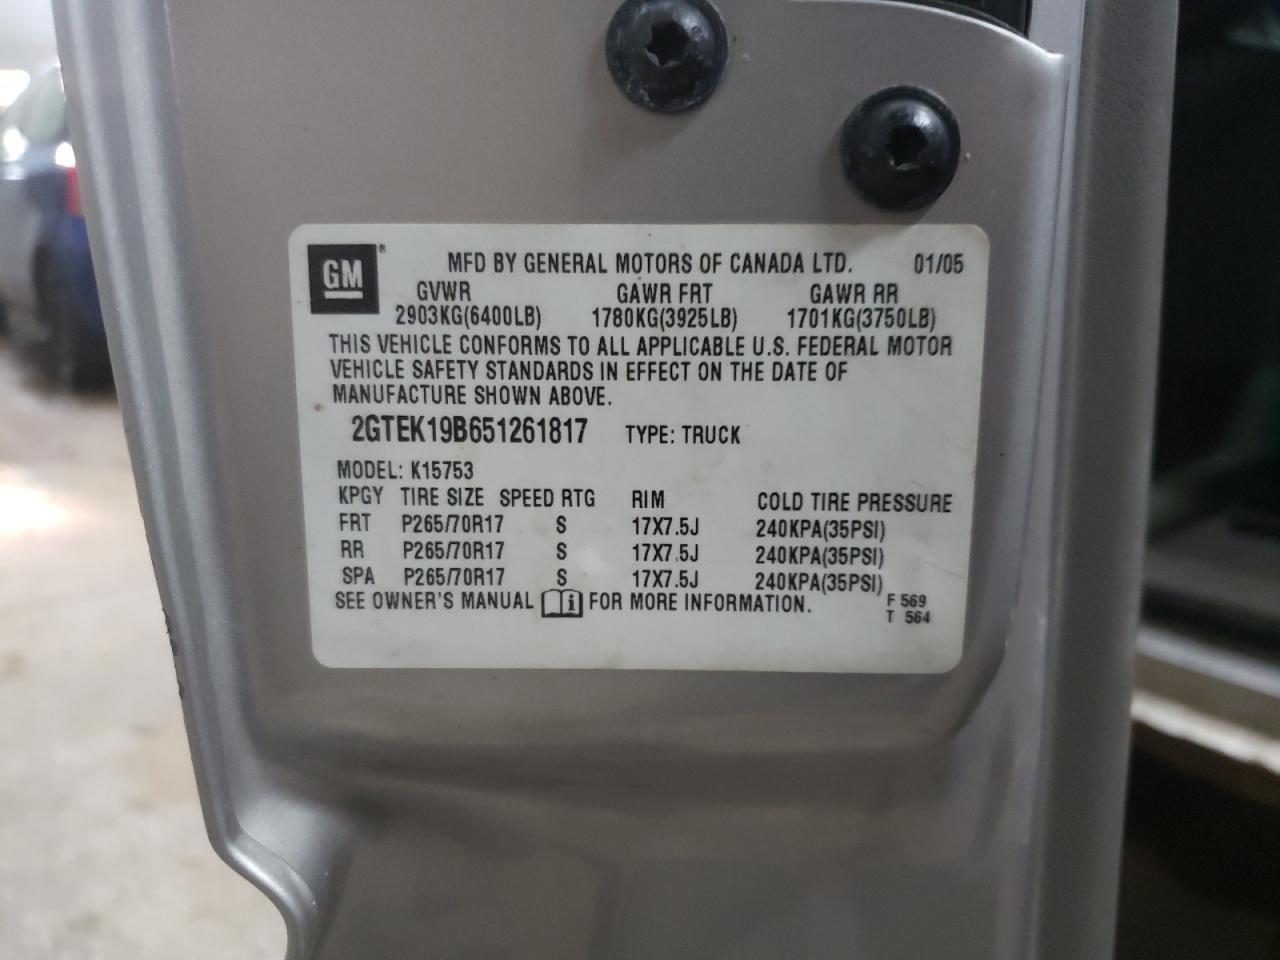 GM ® MFD BY GENERAL MOTORS OF CANADA LTD. 01/05
GVWR GAWR FRT GAWR RR
2903KG(6400LB) 1780KG(3925LB) 1701KG(3750LB)
THIS VEHICLE CONFORMS TO ALL APPLICABLE U.S. FEDERAL MOTOR
VEHICLE SAFETY STANDARDS IN EFFECT ON THE DATE OF
MANUFACTURE SHOWN ABOVE.
2GTEK19B651261817 TYPE: TRUCK
MODEL: K15753
KPGY TIRE SIZE SPEED RTG RIM COLD TIRE PRESSURE
FRT P265/70R17 S 17X7.5J 240KPA(35PSI)
RR P265/70R17 S 17X7.5J 240KPA(35PSI)
SPA P265/70R17 S 17X7.5J 240KPA(35PSI)
SEE OWNER'S MANUAL i FOR MORE INFORMATION. F 569
T 564